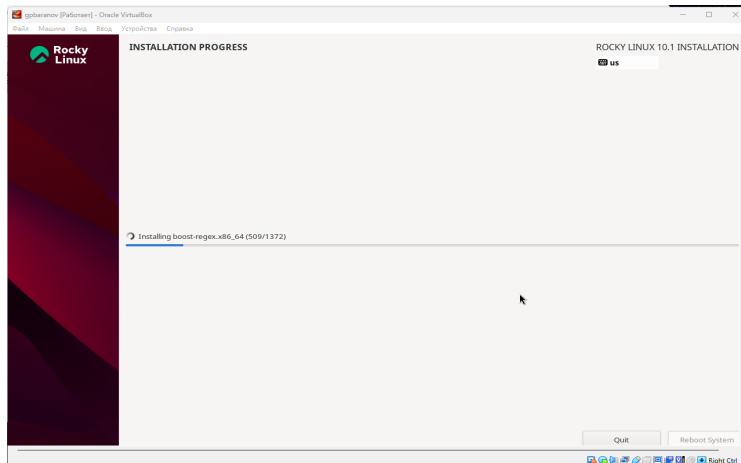 gpbaranov [Работает] - Oracle VirtualBox
Файл Машина Вид Ввод Устройства Справка
Rocky
Linux
INSTALLATION PROGRESS
ROCKY LINUX 10.1 INSTALLATION
us
Installing boost-regex.x86_64 (509/1372)
Quit
Reboot System
Right Ctrl